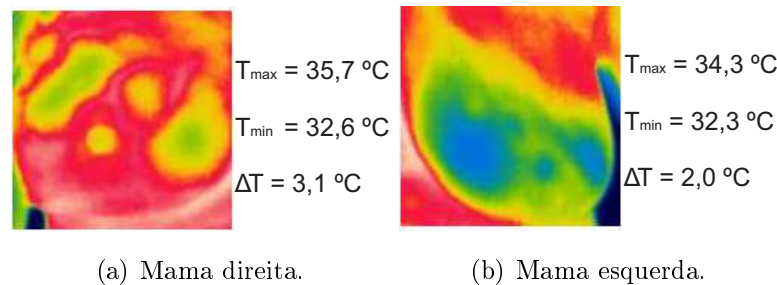 Tmax = 35,7 ºC
Tmin = 32,6 ºC
ΔT = 3,1 ºC
Tmax = 34,3 ºC
Tmin = 32,3 ºC
ΔT = 2,0 ºC
(a) Mama direita.
(b) Mama esquerda.